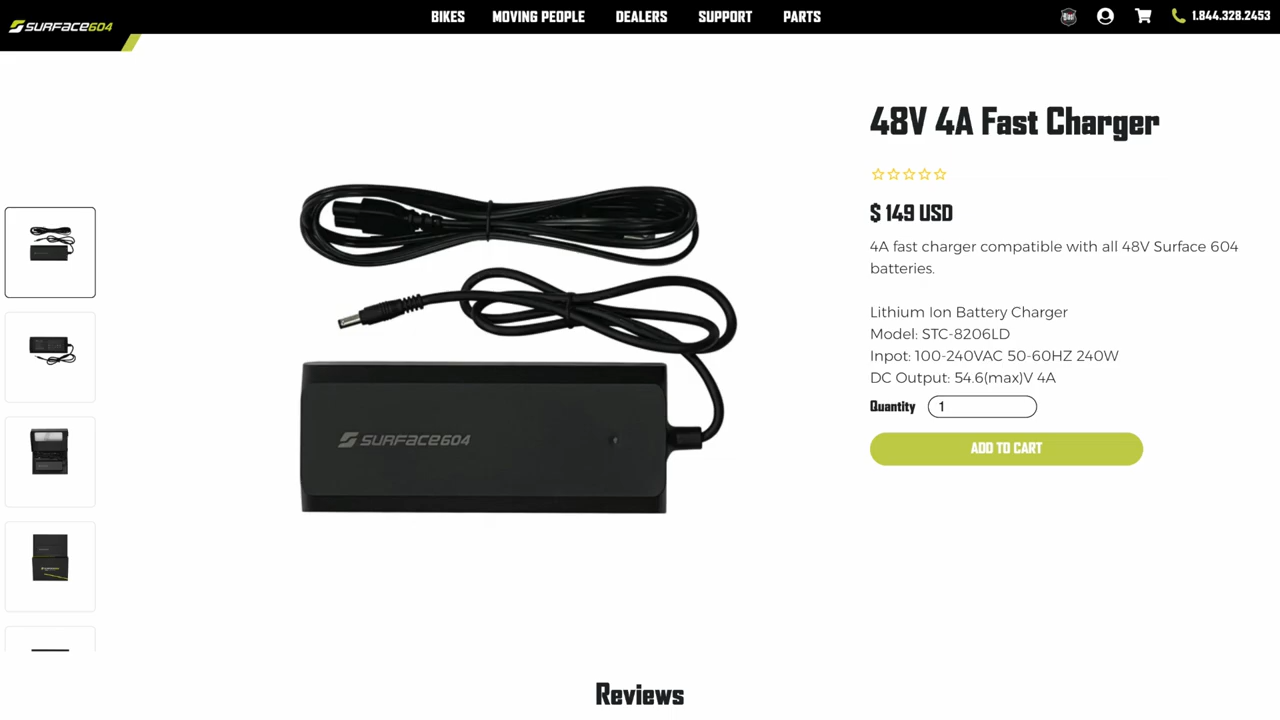 SURFACE604
BIKES MOVING PEOPLE DEALERS SUPPORT PARTS
1.844.328.2453
48V 4A Fast Charger
$ 149 USD
4A fast charger compatible with all 48V Surface 604
batteries.
Lithium Ion Battery Charger
Model: STC-8206LD
Inpot: 100-240VAC 50-60HZ 240W
DC Output: 54.6(max)V 4A
Quantity 1
ADD TO CART
SURFACE604
Reviews